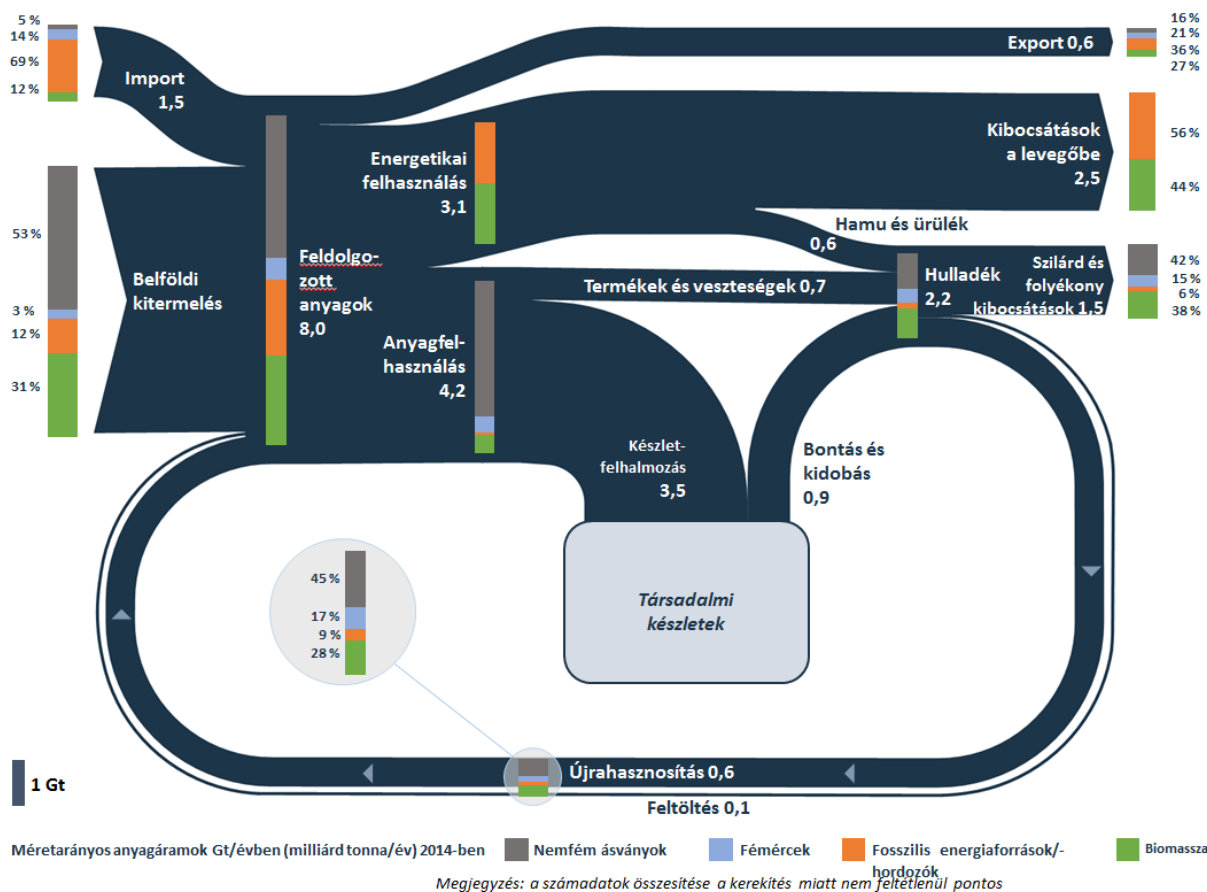 5 %
14 %
69 %
12 %
Import
1,5
Export 0,6
16 %
21 %
36 %
27 %
53 %
3 %
12 %
31 %
Belföldi
kitermelés
Feldolgo-
zott
anyagok
8,0
Energetikai
felhasználás
3,1
Kibocsátások
a levegőbe
2,5
56 %
44 %
Hamu és ürülék
0,6
Termékek és veszteségek 0,7
Hulladék
2,2
Szilárd és
folyékony
kibocsátások 1,5
42 %
15 %
6 %
38 %
Anyagfel-
használás
4,2
Készlet-
felhalmozás
3,5
Bontás és
kidobás
0,9
Társadalmi
készletek
45 %
17 %
9 %
28 %
Újrahasznosítás 0,6
Feltöltés 0,1
1 Gt
Méretarányos anyagáramok Gt/évben (milliárd tonna/év) 2014-ben
Nemfém ásványok
Fémércek
Fosszilis energiaforrások/-
hordozók
Biomassza
Megjegyzés: a számadatok összesítése a kerekítés miatt nem feltétlenül pontos